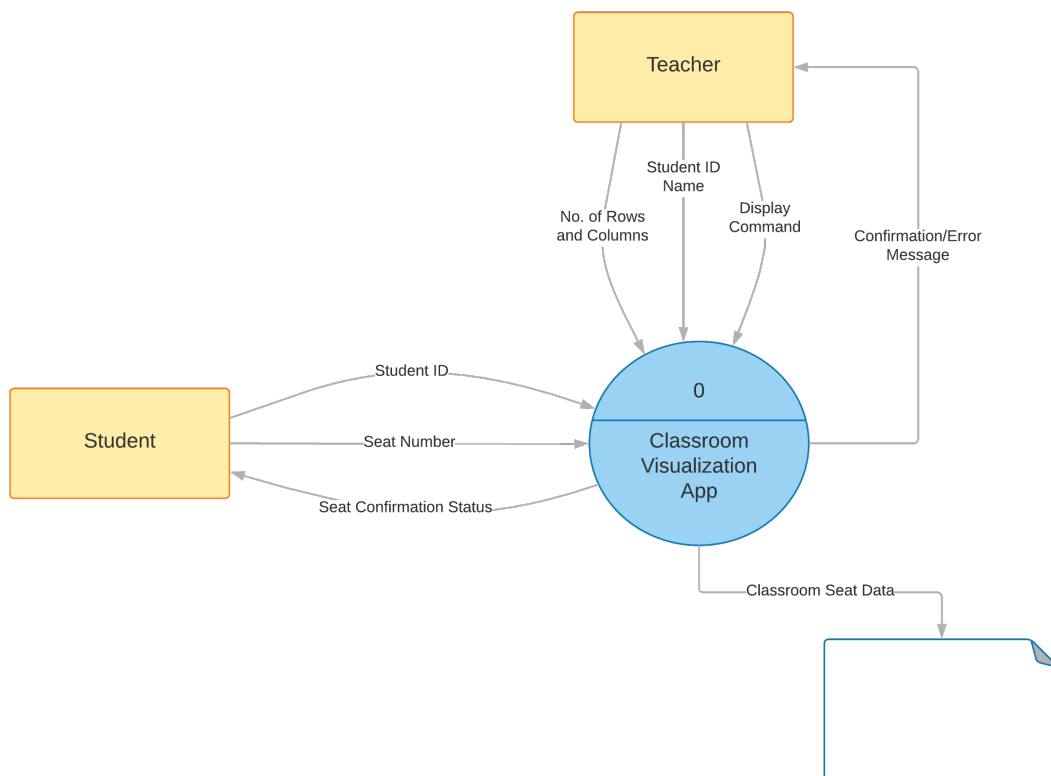 Teacher
Student ID
Name
No. of Rows
and Columns
Display
Command
Confirmation/Error
Message
Student ID
0
Student
Seat Number
Classroom
Visualization
App
Seat Confirmation Status
Classroom Seat Data